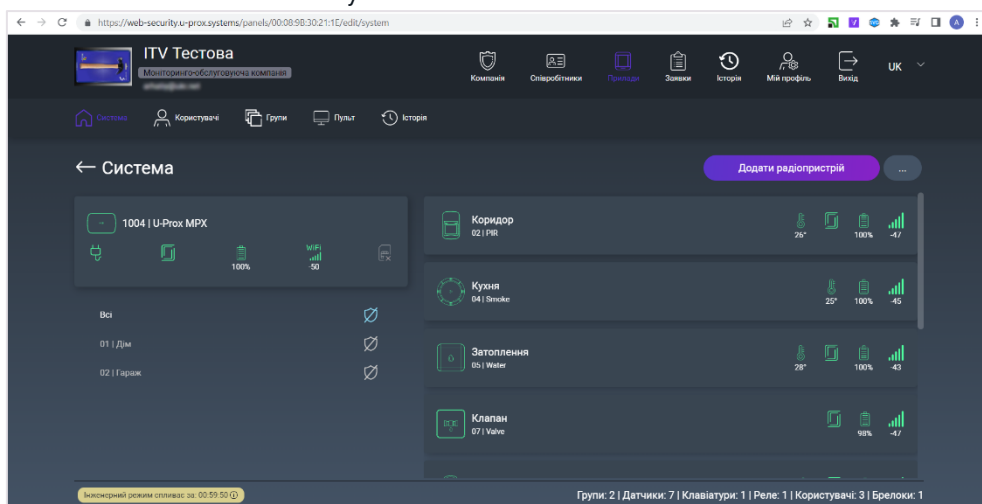 https://web-security.u-prox.systems/panels/00:08:9B:30:21:1E/edit/system
ITV Тестова
Моніторинго-обслуговуюча компанія
Компанія Співробітники Прилади Заявки Історія Мій профіль Вихід UK
Система Користувачі Групи Пульт Історія
← Система
Додати радіопристрій ...
1004 | U-Prox MPX
WiFi
100% -50
Всі
01 | Дім
02 | Гараж
Коридор
02 | PIR
26° 100% -47
Кухня
04 | Smoke
25° 100% -45
Затоплення
05 | Water
28° 100% -43
Клапан
07 | Valve
98% -47
Інженерний режим спливає за: 00:59:50
Групи: 2 | Датчики: 7 | Клавіатури: 1 | Реле: 1 | Користувачі: 3 | Брелоки: 1